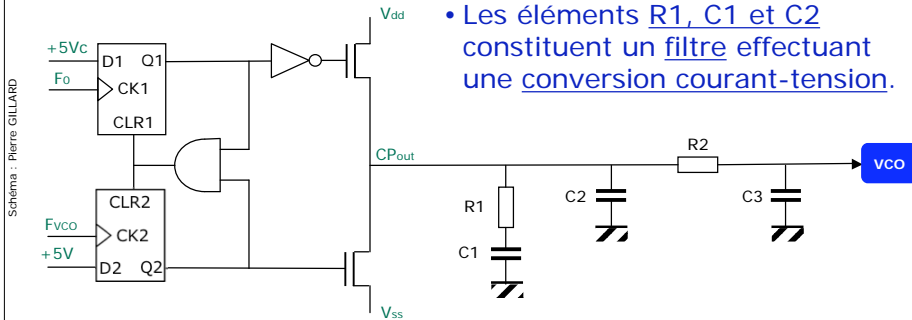 • Les éléments R1, C1 et C2
constituent un filtre effectuant
une conversion courant-tension.
Schéma : Pierre GILLARD
Vdd
+5Vc
D1 Q1
F0
CK1
CLR1
CPout
R2
VCO
CLR2
R1
C2
C3
FVCO
CK2
+5V
D2 Q2
C1
Vss